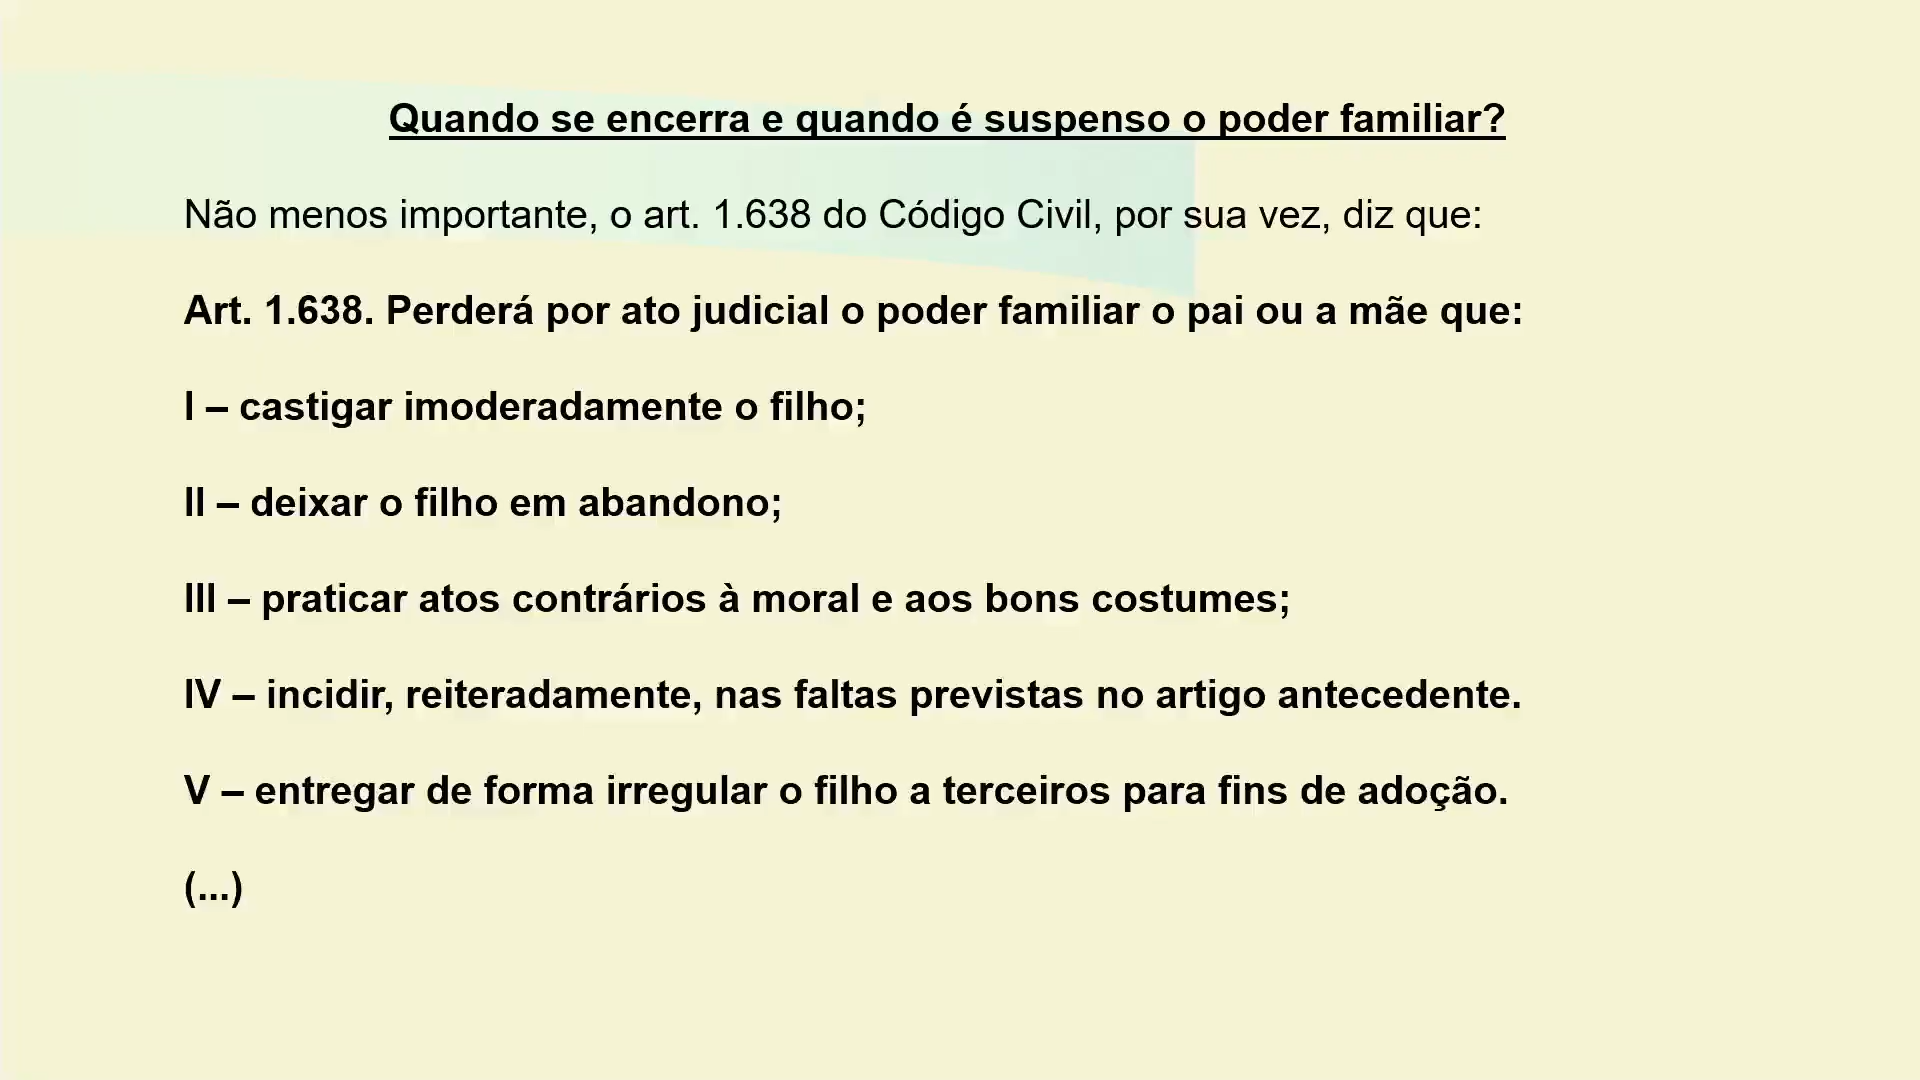 Quando se encerra e quando é suspenso o poder familiar?
Não menos importante, o art. 1.638 do Código Civil, por sua vez, diz que:
Art. 1.638. Perderá por ato judicial o poder familiar o pai ou a mãe que:
I – castigar imoderadamente o filho;
II – deixar o filho em abandono;
III – praticar atos contrários à moral e aos bons costumes;
IV – incidir, reiteradamente, nas faltas previstas no artigo antecedente.
V – entregar de forma irregular o filho a terceiros para fins de adoção.
(...)